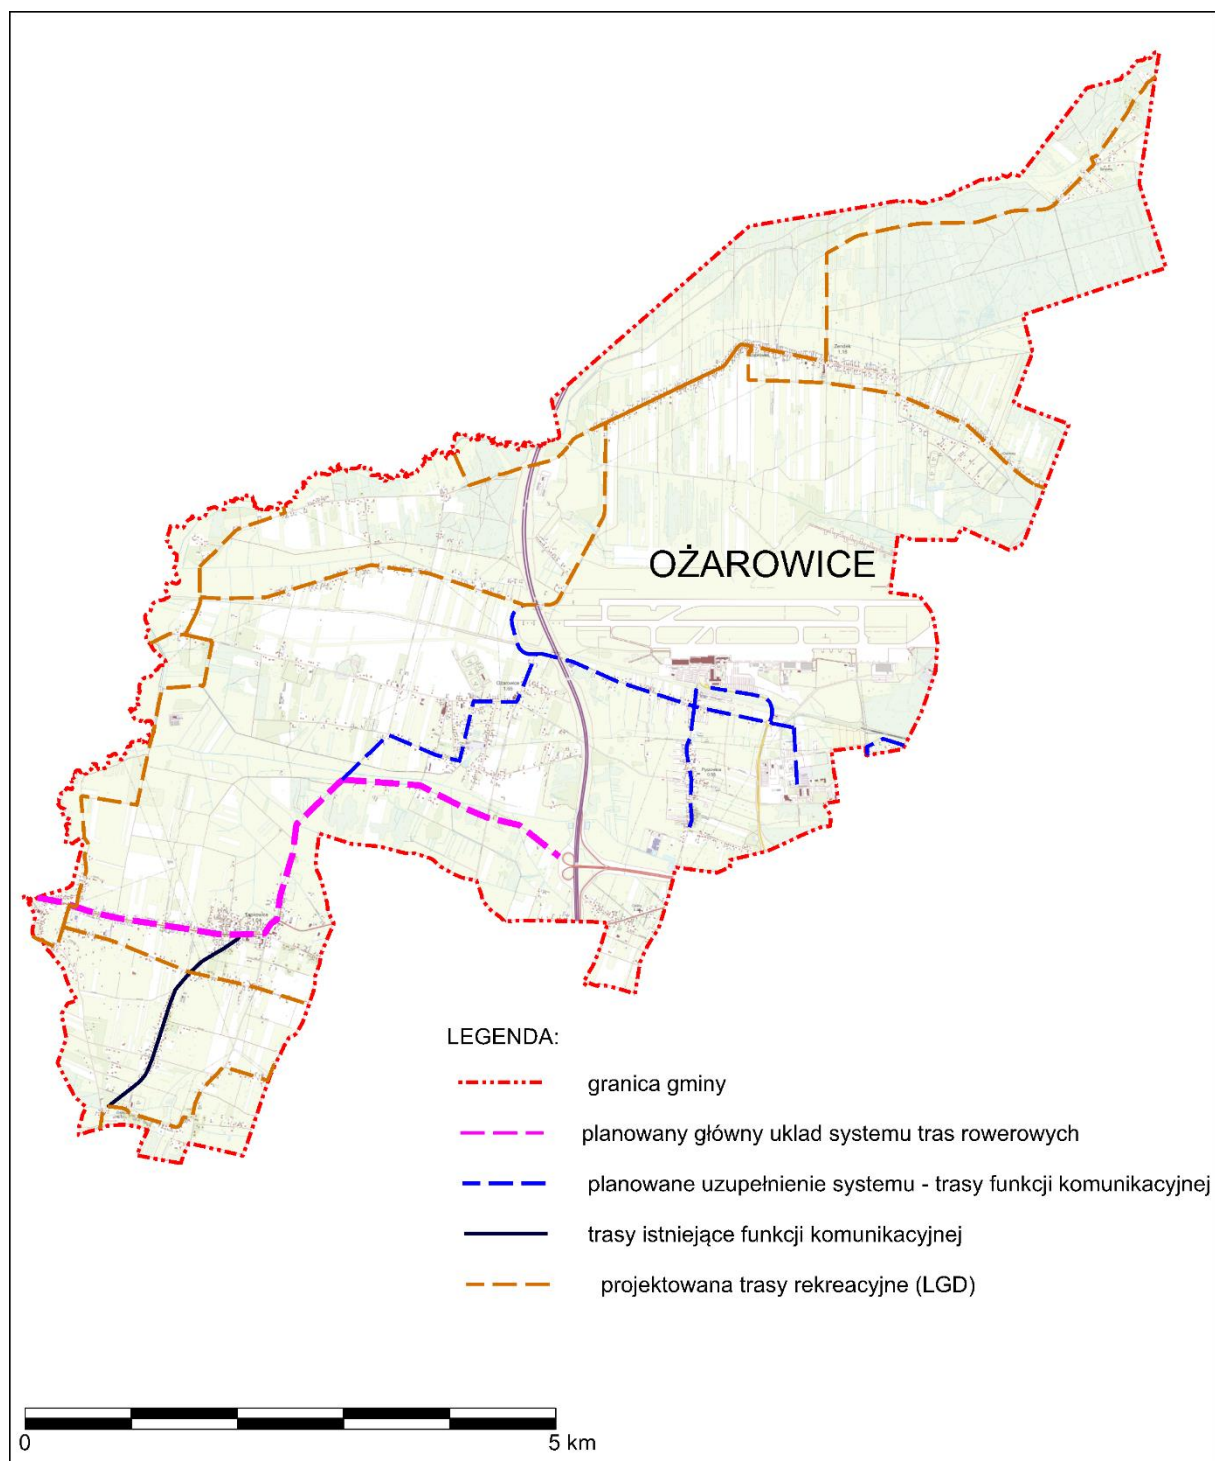 OŻAROWICE
LEGENDA:
granica gminy
planowany główny uklad systemu tras rowerowych
planowane uzupełnienie systemu - trasy funkcji komunikacyjnej
trasy istniejące funkcji komunikacyjnej
projektowana trasy rekreacyjne (LGD)
0 5 km